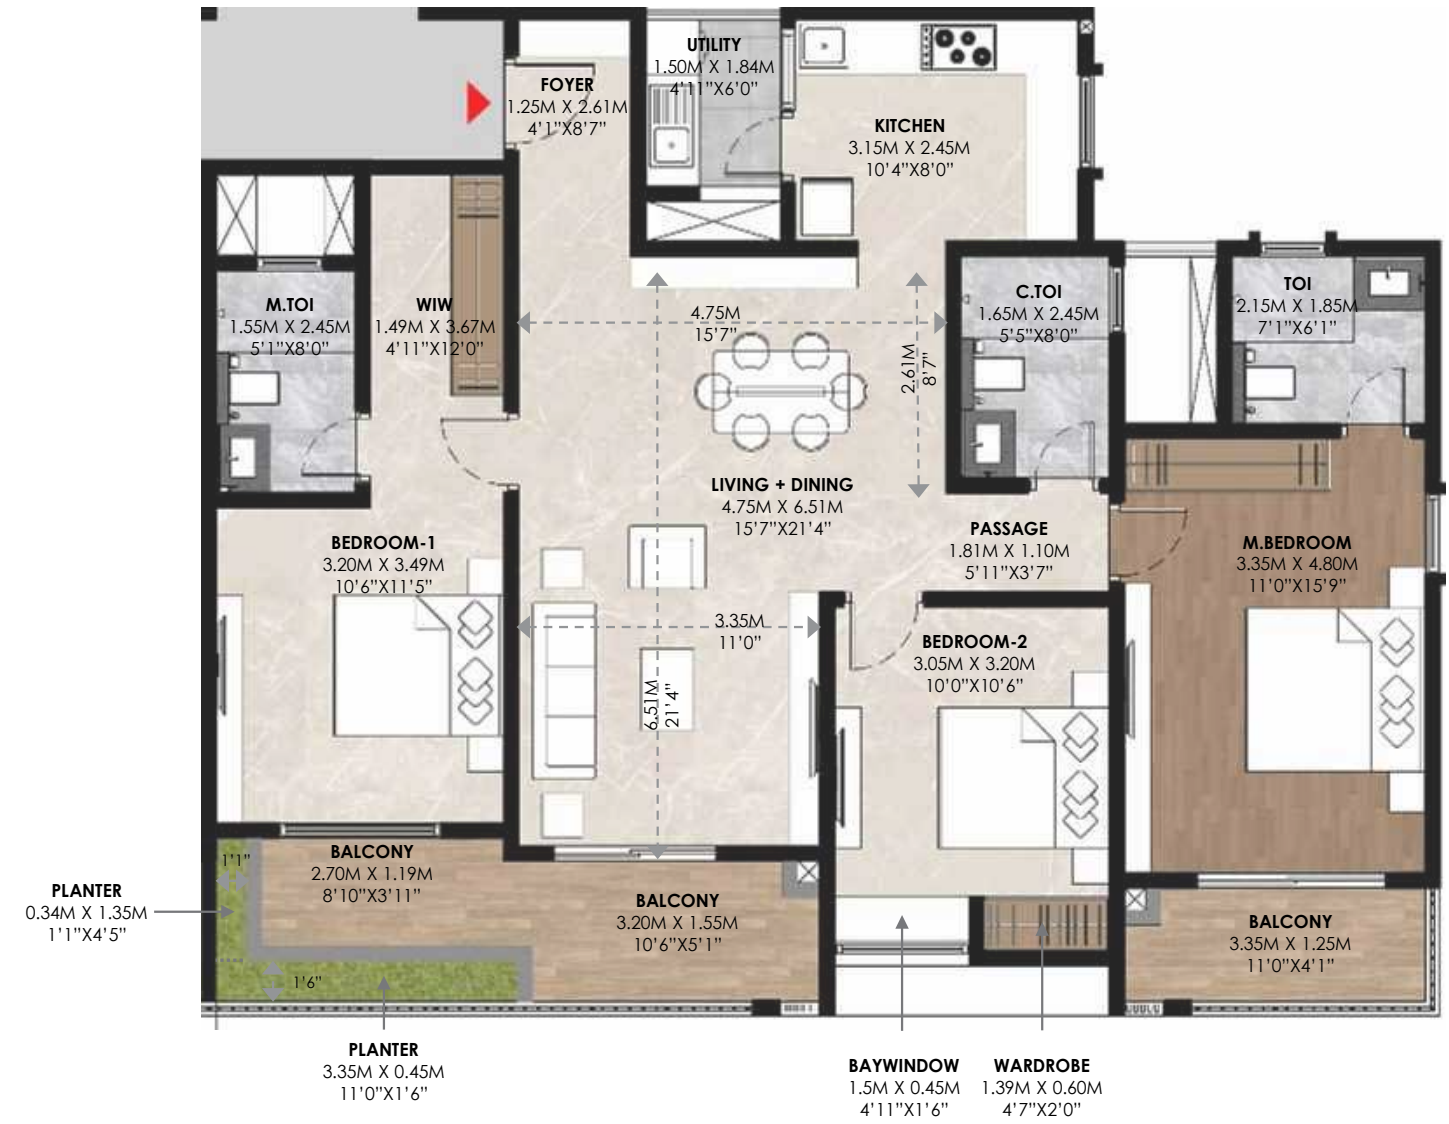 FOYER
1.25M X 2.61M
4'1"X8'7"
UTILITY
1.50M X 1.84M
4'11"X6'0"
KITCHEN
3.15M X 2.45M
10'4"X8'0"
M.TOI
1.55M X 2.45M
5'1"X8'0"
WIW
1.49M X 3.67M
4'11"X12'0"
4.75M
15'7"
2.61M
8'7"
C.TOI
1.65M X 2.45M
5'5"X8'0"
TOI
2.15M X 1.85M
7'1"X6'1"
LIVING + DINING
4.75M X 6.51M
15'7"X21'4"
PASSAGE
1.81M X 1.10M
5'11"X3'7"
BEDROOM-1
3.20M X 3.49M
10'6"X11'5"
M.BEDROOM
3.35M X 4.80M
11'0"X15'9"
3.35M
11'0"
6.51M
21'4"
BEDROOM-2
3.05M X 3.20M
10'0"X10'6"
1'1"
BALCONY
2.70M X 1.19M
8'10"X3'11"
PLANTER
0.34M X 1.35M
1'1"X4'5"
BALCONY
3.20M X 1.55M
10'6"X5'1"
BALCONY
3.35M X 1.25M
11'0"X4'1"
1'6"
PLANTER
3.35M X 0.45M
11'0"X1'6"
BAYWINDOW
1.5M X 0.45M
4'11"X1'6"
WARDROBE
1.39M X 0.60M
4'7"X2'0"